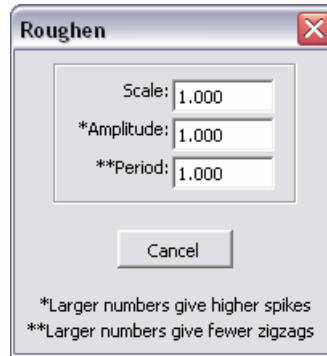 Roughen
Scale: 1.000
*Amplitude: 1.000
**Period: 1.000
Cancel
*Larger numbers give higher spikes
**Larger numbers give fewer zigzags